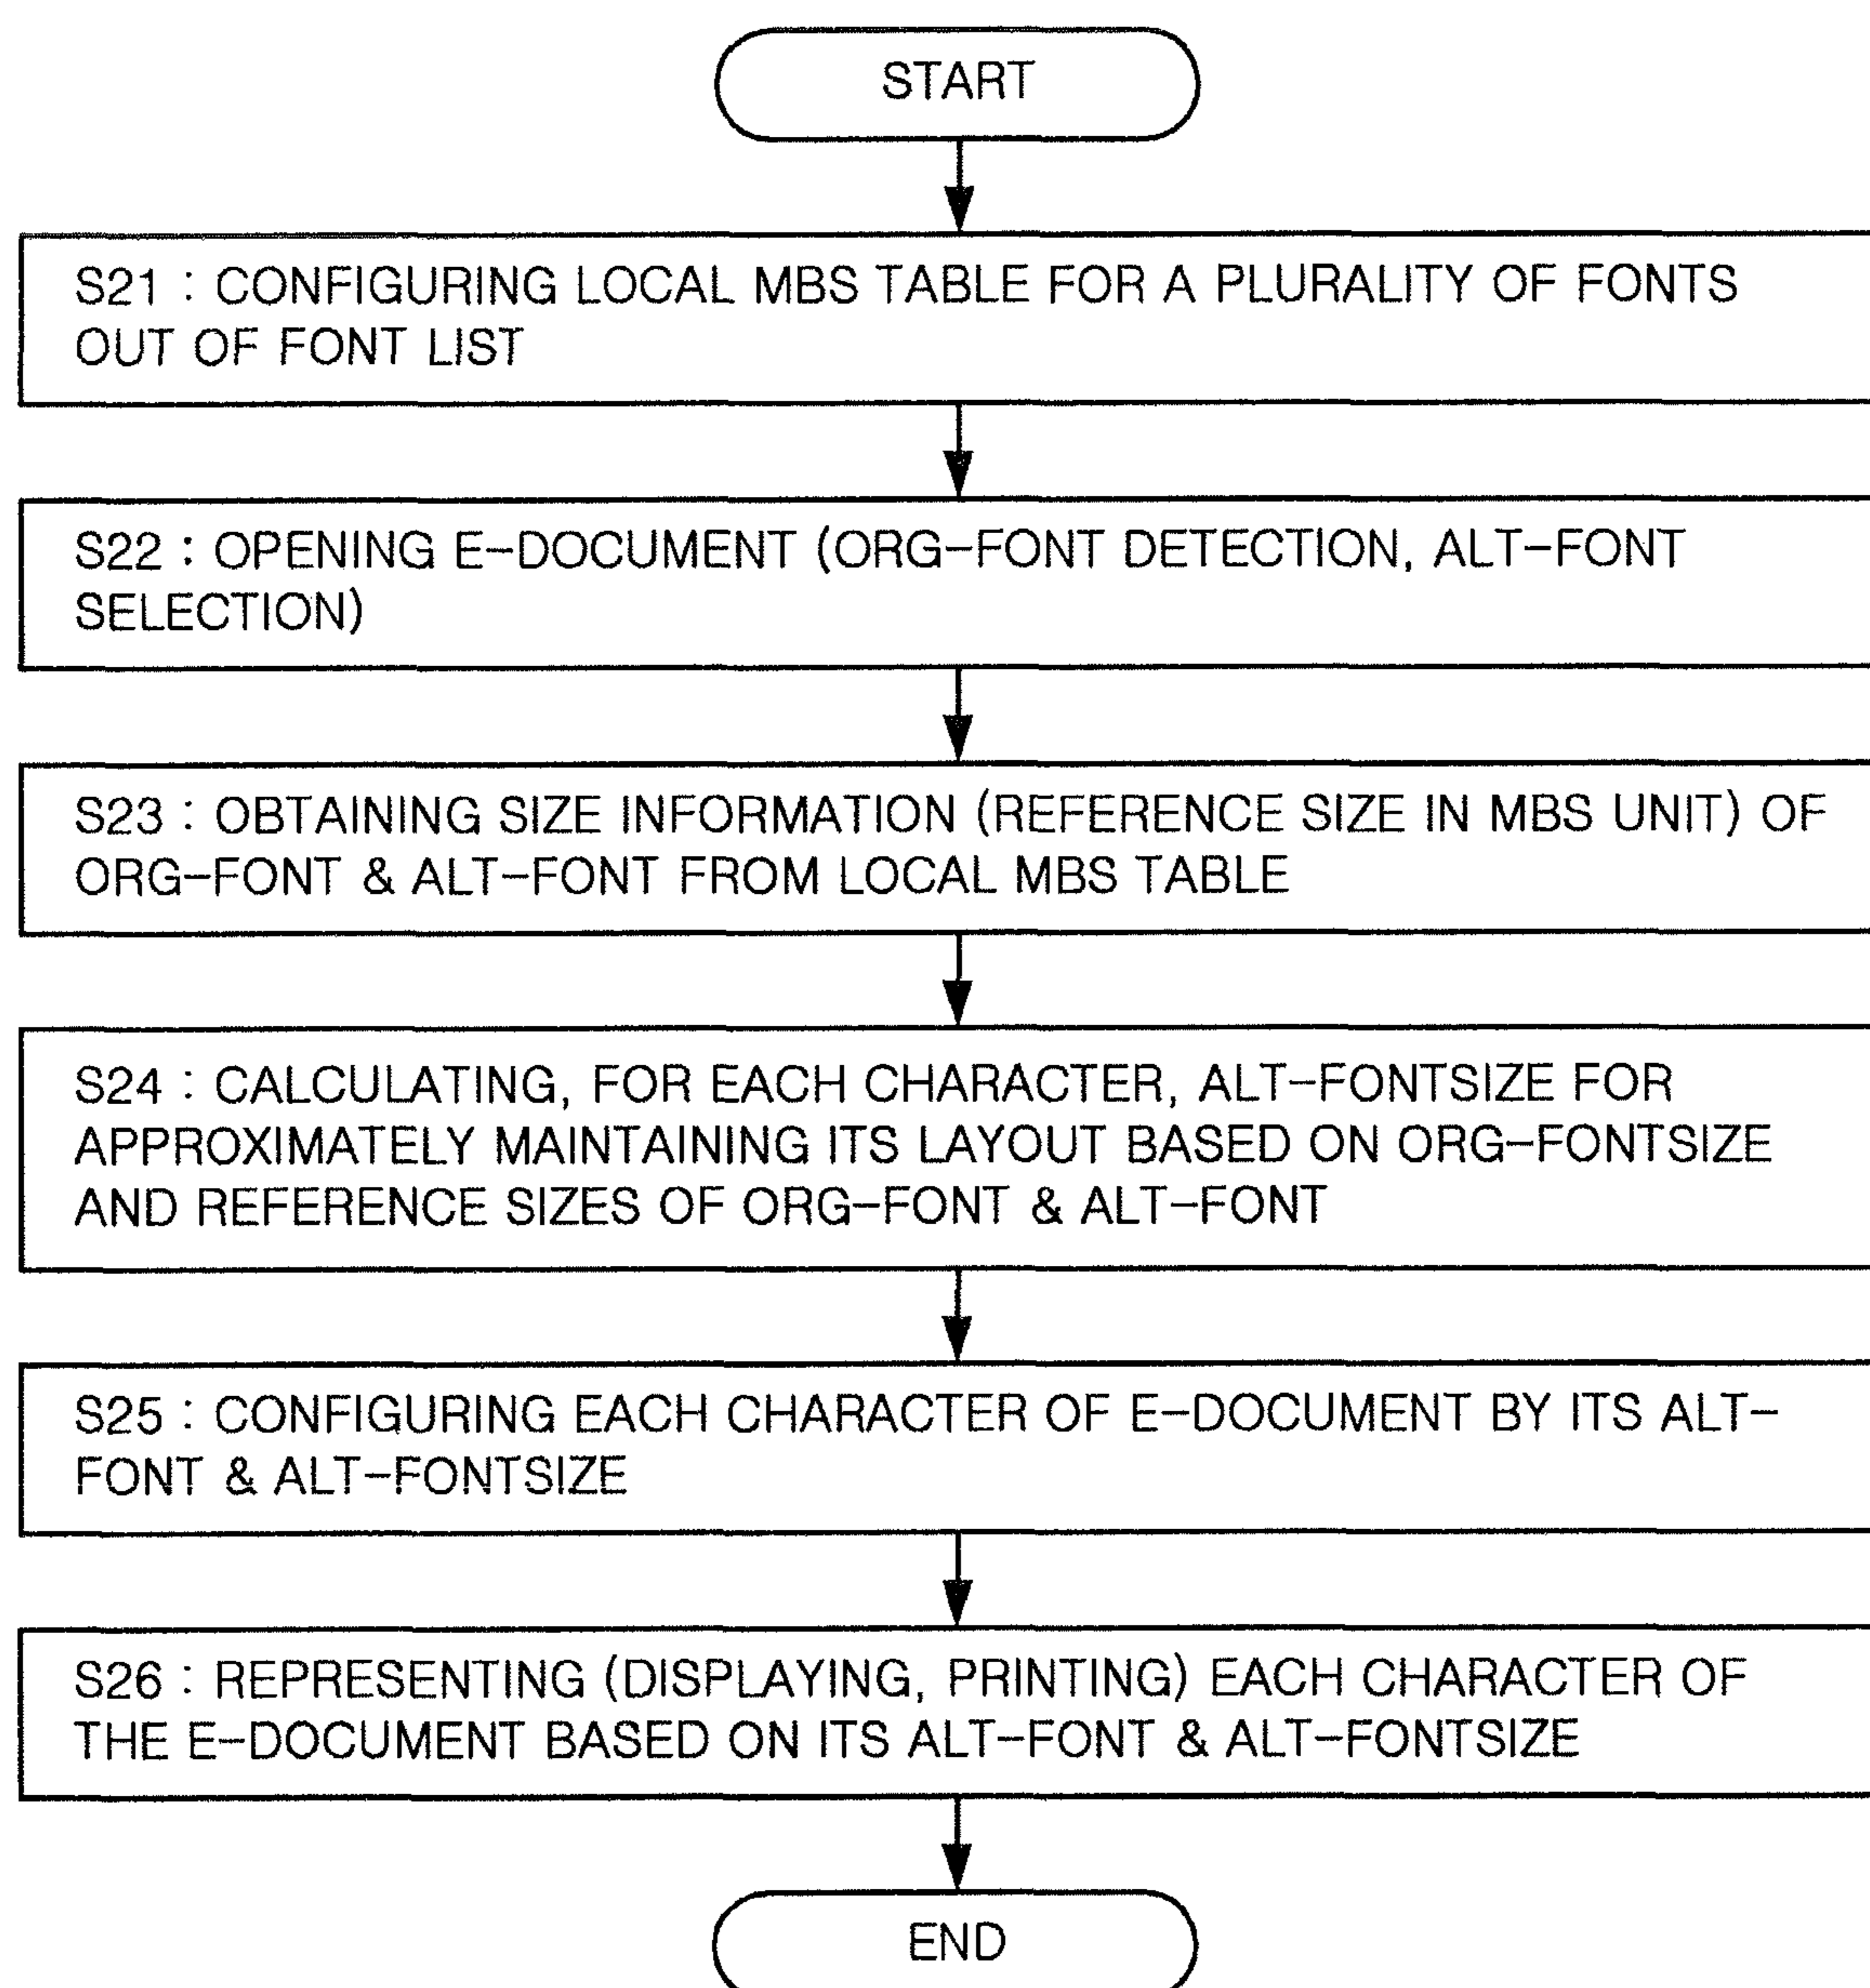 START
S21 : CONFIGURING LOCAL MBS TABLE FOR A PLURALITY OF FONTS
OUT OF FONT LIST
S22 : OPENING E-DOCUMENT (ORG-FONT DETECTION, ALT-FONT
SELECTION)
S23 : OBTAINING SIZE INFORMATION (REFERENCE SIZE IN MBS UNIT) OF
ORG-FONT & ALT-FONT FROM LOCAL MBS TABLE
S24 : CALCULATING, FOR EACH CHARACTER, ALT-FONTSIZE FOR
APPROXIMATELY MAINTAINING ITS LAYOUT BASED ON ORG-FONTSIZE
AND REFERENCE SIZES OF ORG-FONT & ALT-FONT
S25 : CONFIGURING EACH CHARACTER OF E-DOCUMENT BY ITS ALT-
FONT & ALT-FONTSIZE
S26 : REPRESENTING (DISPLAYING, PRINTING) EACH CHARACTER OF
THE E-DOCUMENT BASED ON ITS ALT-FONT & ALT-FONTSIZE
END